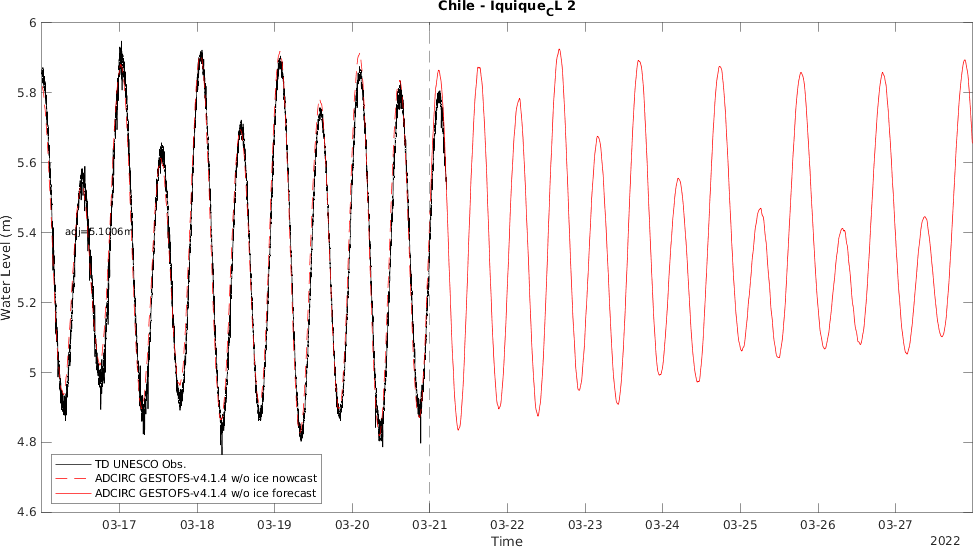 Chile - Iquique_CL 2
6
5.8
5.6
5.4
5.2
5
4.8
4.6
Water Level (m)
adj=5.1006m
TD UNESCO Obs.
ADCIRC GESTOFS-v4.1.4 w/o ice nowcast
ADCIRC GESTOFS-v4.1.4 w/o ice forecast
03-17 03-18 03-19 03-20 03-21 03-22 03-23 03-24 03-25 03-26 03-27
Time
2022